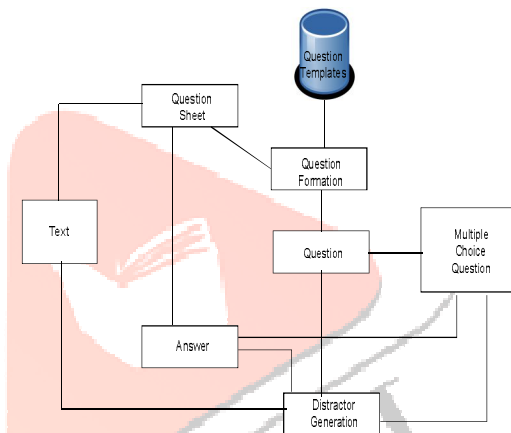 Question
Templates
Question
Sheet
Question
Formation
Text
Question
Multiple
Choice
Question
Answer
Distractor
Generation